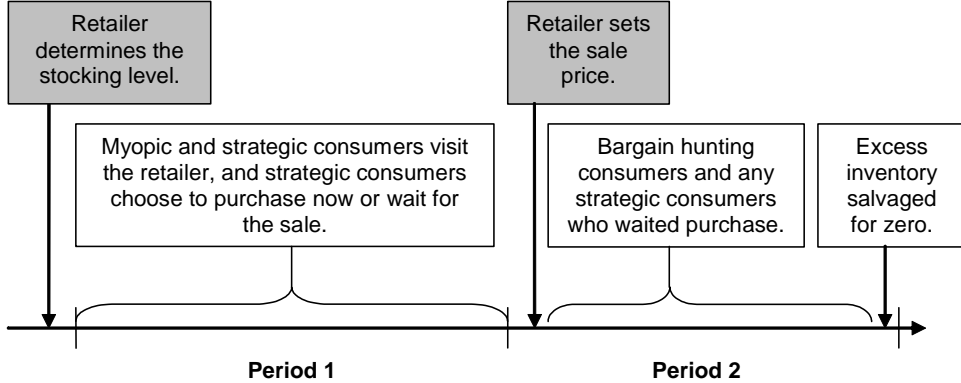 Retailer
determines the
stocking level.
Retailer sets
the sale
price.
Myopic and strategic consumers visit
the retailer, and strategic consumers
choose to purchase now or wait for
the sale.
Bargain hunting
consumers and any
strategic consumers
who waited purchase.
Excess
inventory
salvaged
for zero.
Period 1
Period 2